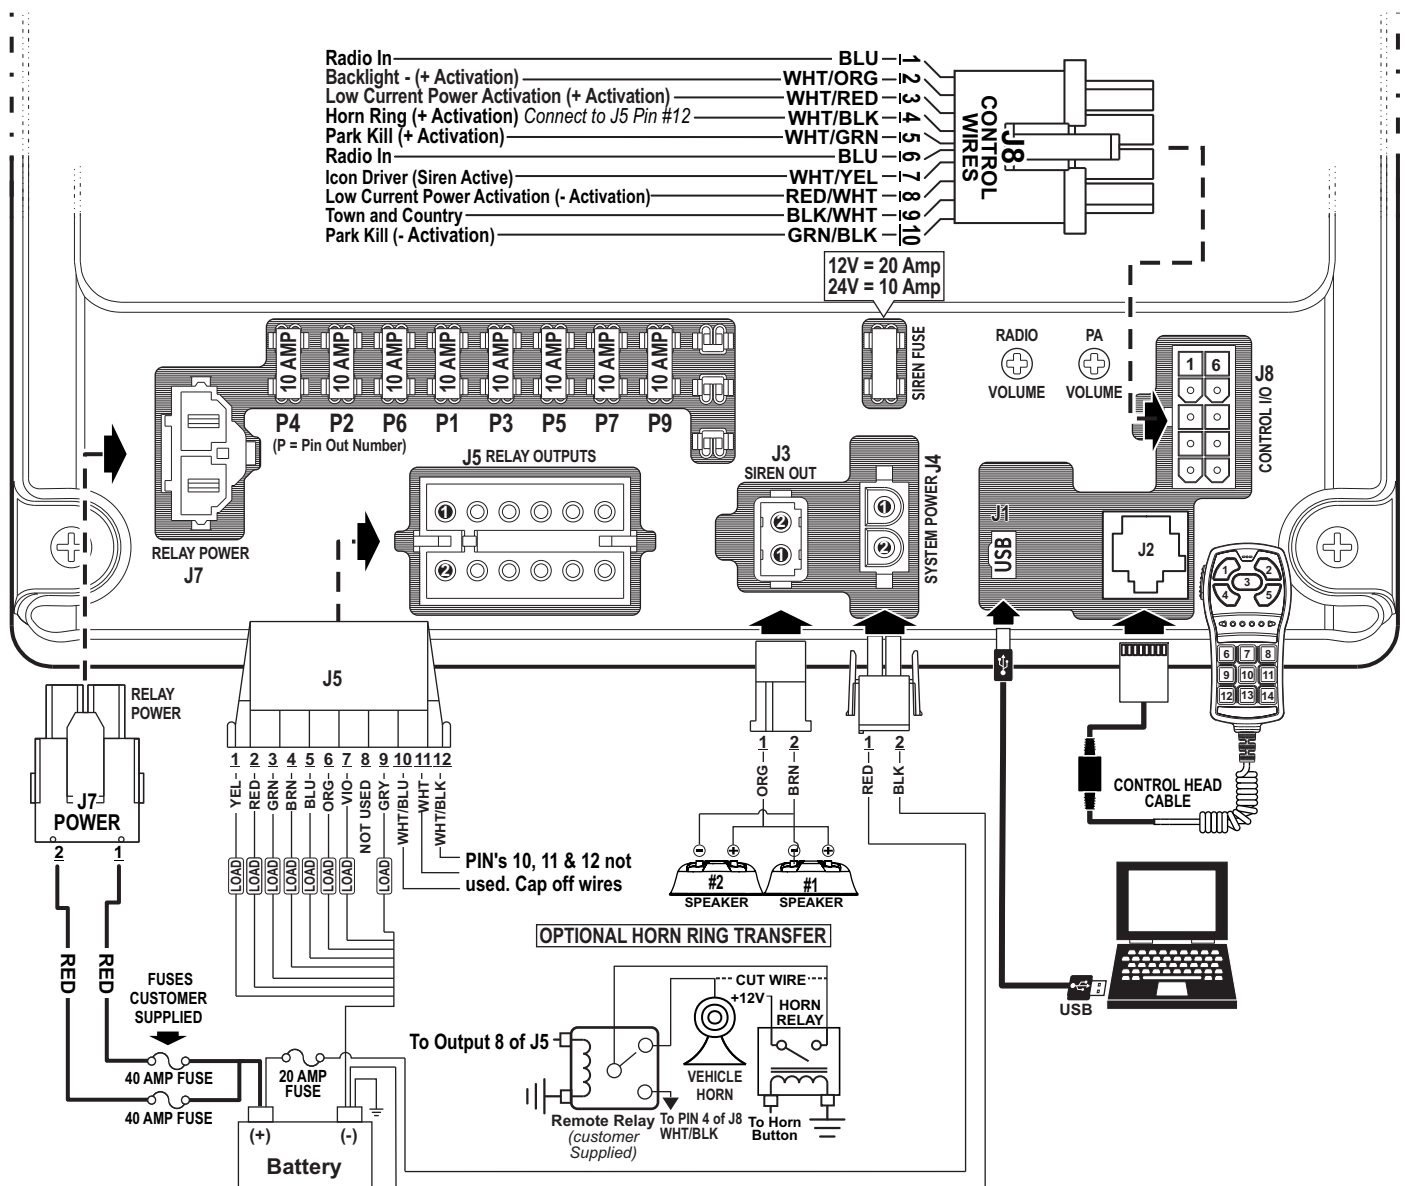 Radio In BLU 1
Backlight - (+ Activation) WHT/ORG 2
Low Current Power Activation (+ Activation) WHT/RED 3
Horn Ring (+ Activation) Connect to J5 Pin #12 WHT/BLK 4
Park Kill (+ Activation) WHT/GRN 5
Radio In BLU 6
Icon Driver (Siren Active) WHT/YEL 7
Low Current Power Activation (- Activation) RED/WHT 8
Town and Country BLK/WHT 9
Park Kill (- Activation) GRN/BLK 10
J8
CONTROL
WIRES
12V = 20 Amp
24V = 10 Amp
10 AMP 10 AMP 10 AMP 10 AMP 10 AMP 10 AMP 10 AMP 10 AMP
P4 P2 P6 P1 P3 P5 P7 P9
(P = Pin Out Number)
SIREN FUSE
RADIO
VOLUME
PA
VOLUME
1 6
J8
CONTROL I/O
RELAY POWER
J7
J5 RELAY OUTPUTS
1
2
J3
SIREN OUT
2
1
SYSTEM POWER J4
1
2
J1
USB
J2
1 2
3
4 5
6 7 8
9 10 11
12 13 14
RELAY
POWER
J7
POWER
2 1
J5
1 2 3 4 5 6 7 8 9 10 11 12
YEL
RED
GRN
BRN
BLU
ORG
VIO
NOT USED
GRY
WHT/BLU
WHT
WHT/BLK
LOAD LOAD LOAD LOAD LOAD LOAD LOAD LOAD
PIN's 10, 11 & 12 not
used. Cap off wires
1 2
ORG
BRN
1 2
RED
BLK
- + - +
#2 #1
SPEAKER SPEAKER
CONTROL HEAD
CABLE
USB
RED
RED
FUSES
CUSTOMER
SUPPLIED
40 AMP FUSE
40 AMP FUSE
20 AMP
FUSE
(+) (-)
Battery
OPTIONAL HORN RING TRANSFER
CUT WIRE
+12V
HORN
RELAY
To Output 8 of J5
VEHICLE
HORN
Remote Relay
(customer
Supplied)
To PIN 4 of J8
WHT/BLK
To Horn
Button